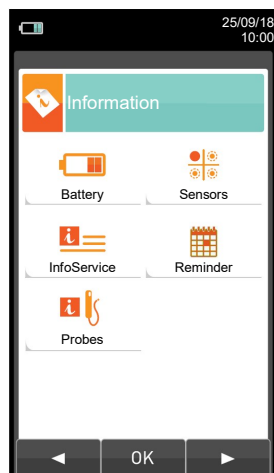 25/09/18
10:00
Information
Battery
Sensors
InfoService
Reminder
Probes
OK